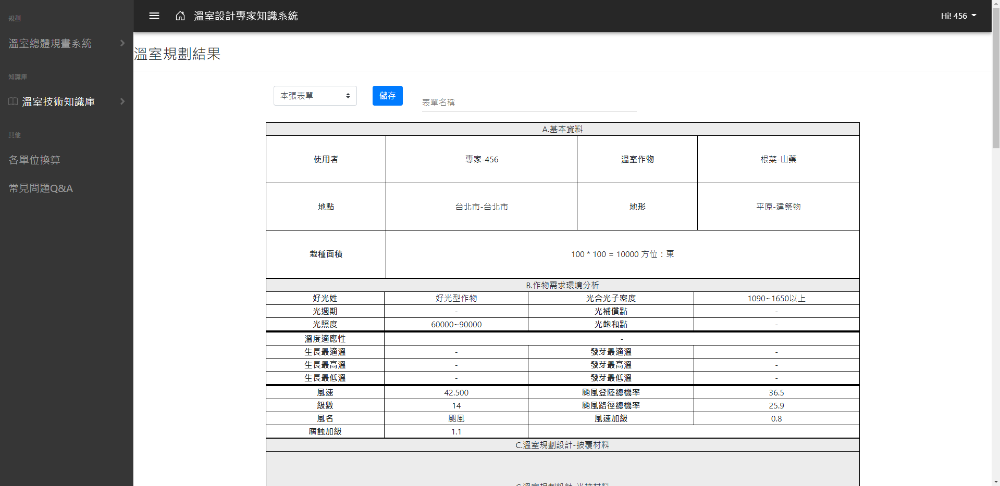 規劃
溫室總體規畫系統
知識庫
溫室技術知識庫
其他
各單位換算
常見問題Q&A
溫室設計專家知識系統
Hi! 456
溫室規劃結果
本張表單 儲存 表單名稱
A.基本資料
使用者 專家-456 溫室作物 根菜-山藥
地點 台北市-台北市 地形 平原-建築物
栽種面積 100 * 100 = 10000 方位：東
B.作物需求環境分析
好光姓 好光型作物 光合光子密度 1090~1650以上
光週期 - 光補償點 -
光照度 60000~90000 光飽和點 -
溫度適應性 -
生長最適溫 - 發芽最適溫 -
生長最高溫 - 發芽最高溫 -
生長最低溫 - 發芽最低溫 -
風速 42.500 颱風登陸總機率 36.5
級數 14 颱風路徑總機率 25.9
風名 颶風 風速加級 0.8
腐蝕加級 1.1
C.溫室規劃設計-披覆材料
C.溫室規劃設計-光控材料